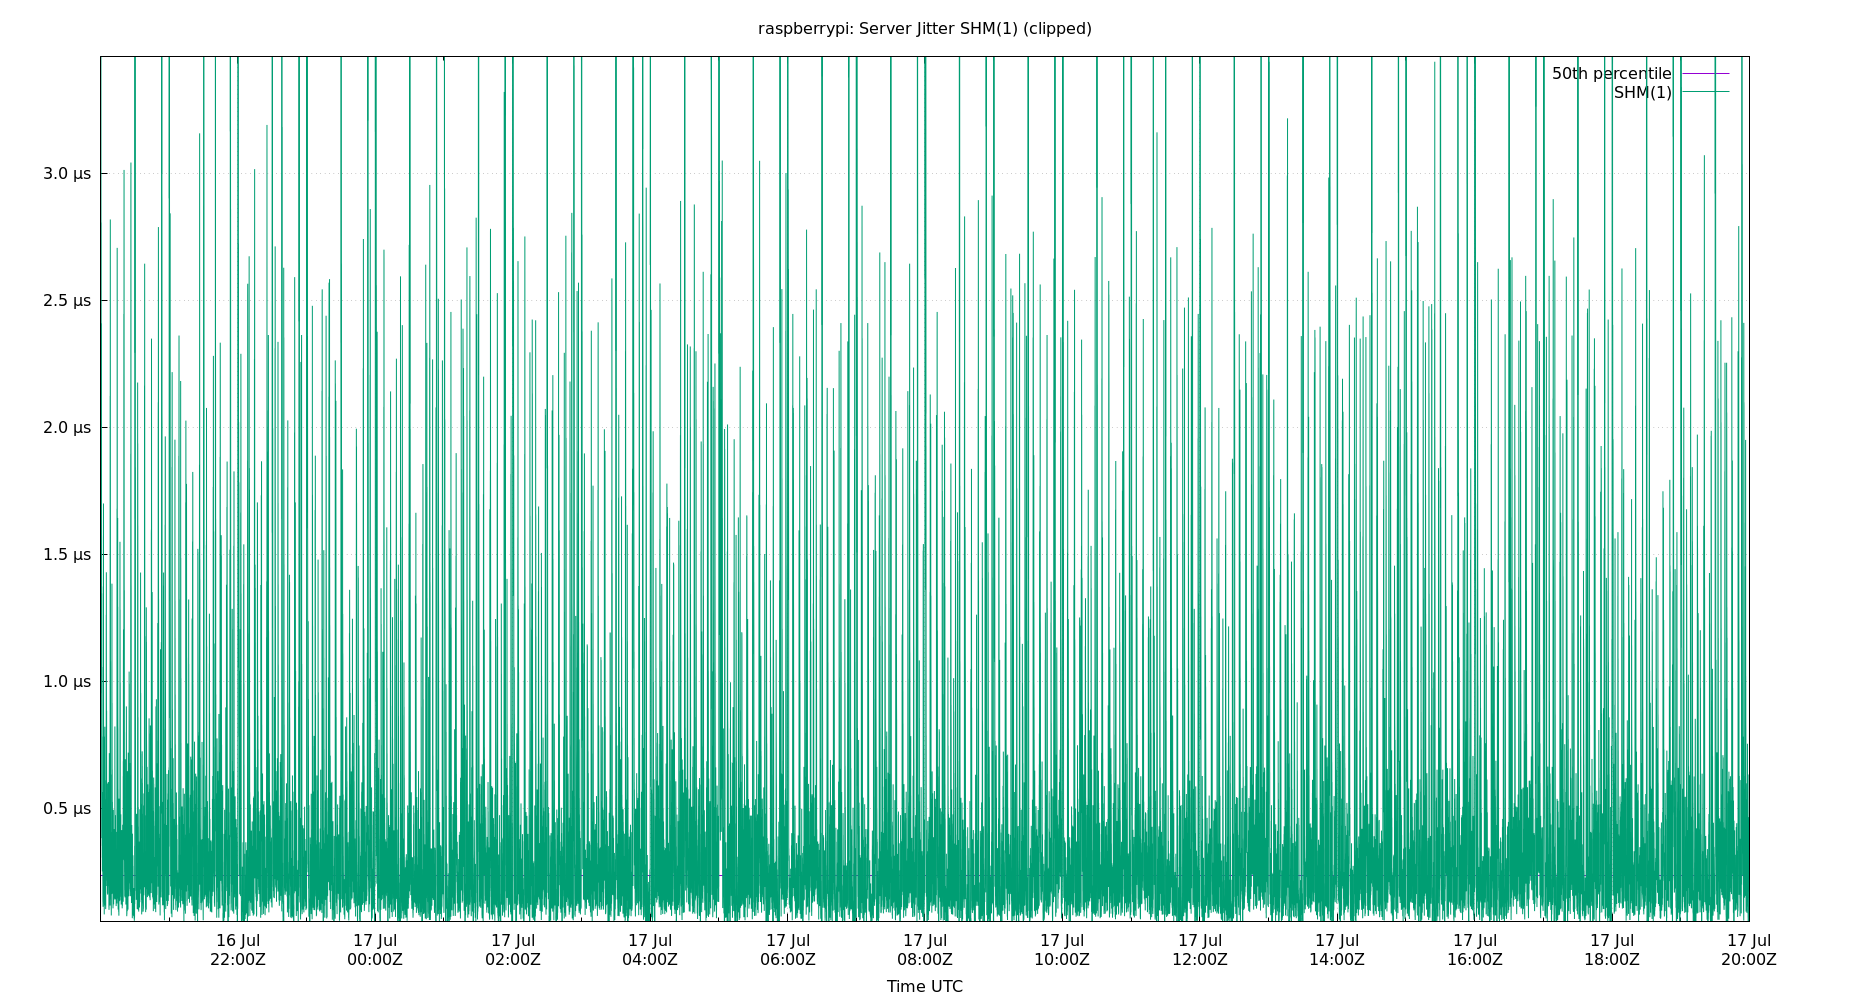 raspberrypi: Server Jitter SHM(1) (clipped)
50th percentile
SHM(1)
3.0 µs
2.5 µs
2.0 µs
1.5 µs
1.0 µs
0.5 µs
16 Jul 17 Jul 17 Jul 17 Jul 17 Jul 17 Jul 17 Jul 17 Jul 17 Jul 17 Jul 17 Jul 17 Jul
22:00Z 00:00Z 02:00Z 04:00Z 06:00Z 08:00Z 10:00Z 12:00Z 14:00Z 16:00Z 18:00Z 20:00Z
Time UTC